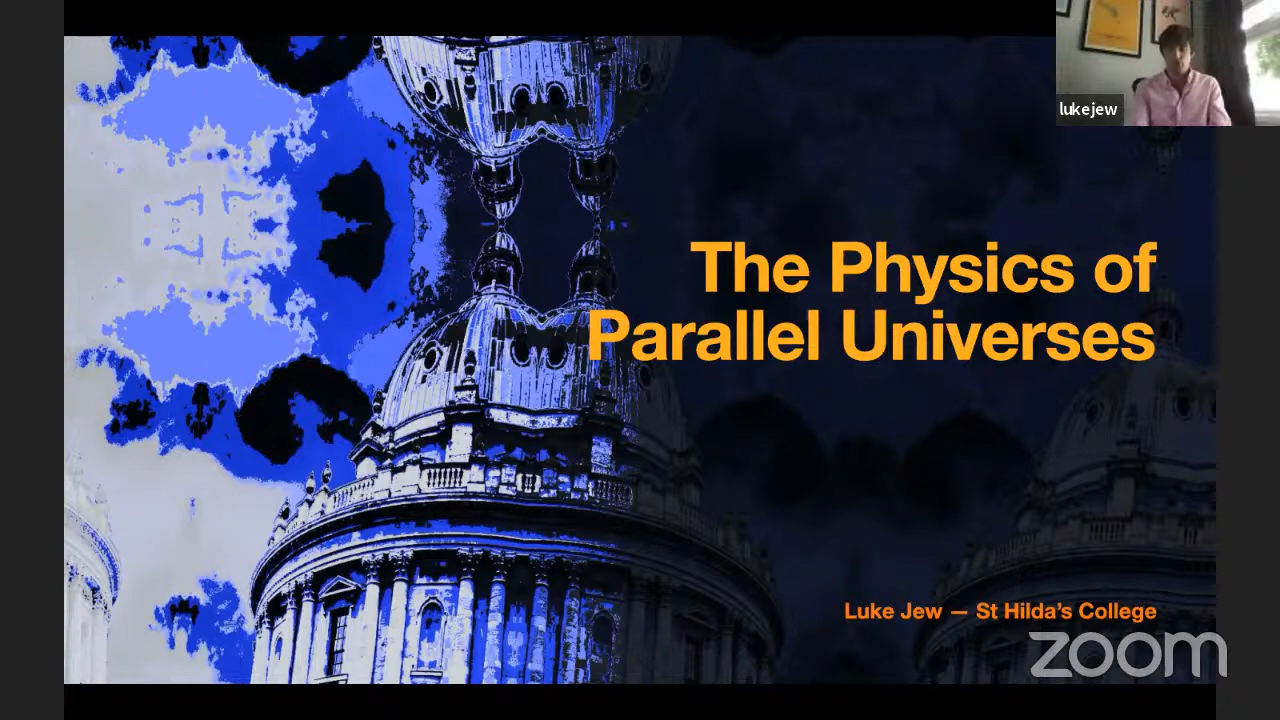 lukejew
The Physics of
Parallel Universes
Luke Jew — St Hilda's College
zoom